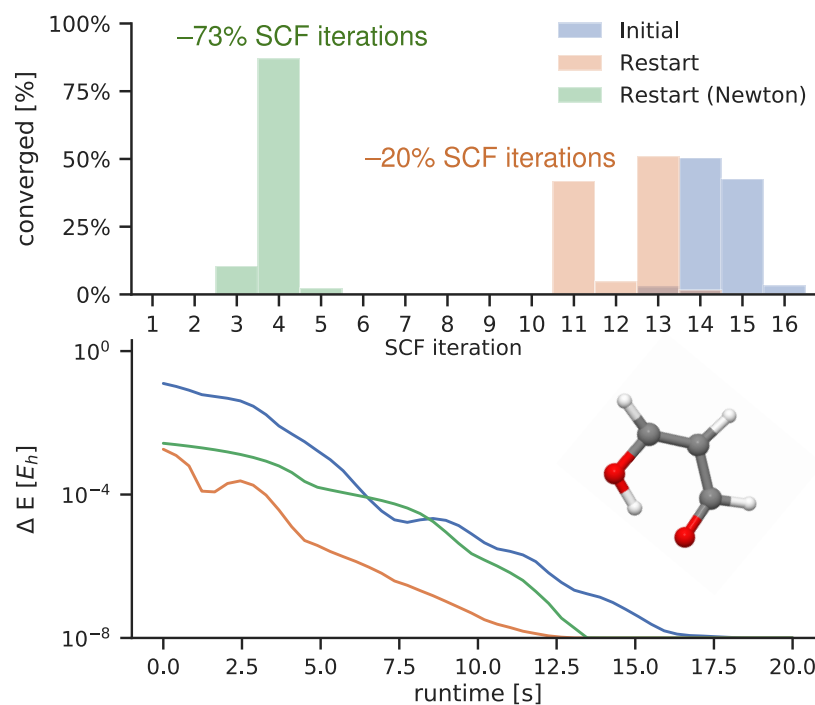 100%
75%
50%
25%
0%
converged [%]
–73% SCF iterations
–20% SCF iterations
Initial
Restart
Restart (Newton)
1 2 3 4 5 6 7 8 9 10 11 12 13 14 15 16
SCF iteration
10⁰
10⁻⁴
10⁻⁸
Δ E [E_h]
0.0 2.5 5.0 7.5 10.0 12.5 15.0 17.5 20.0
runtime [s]